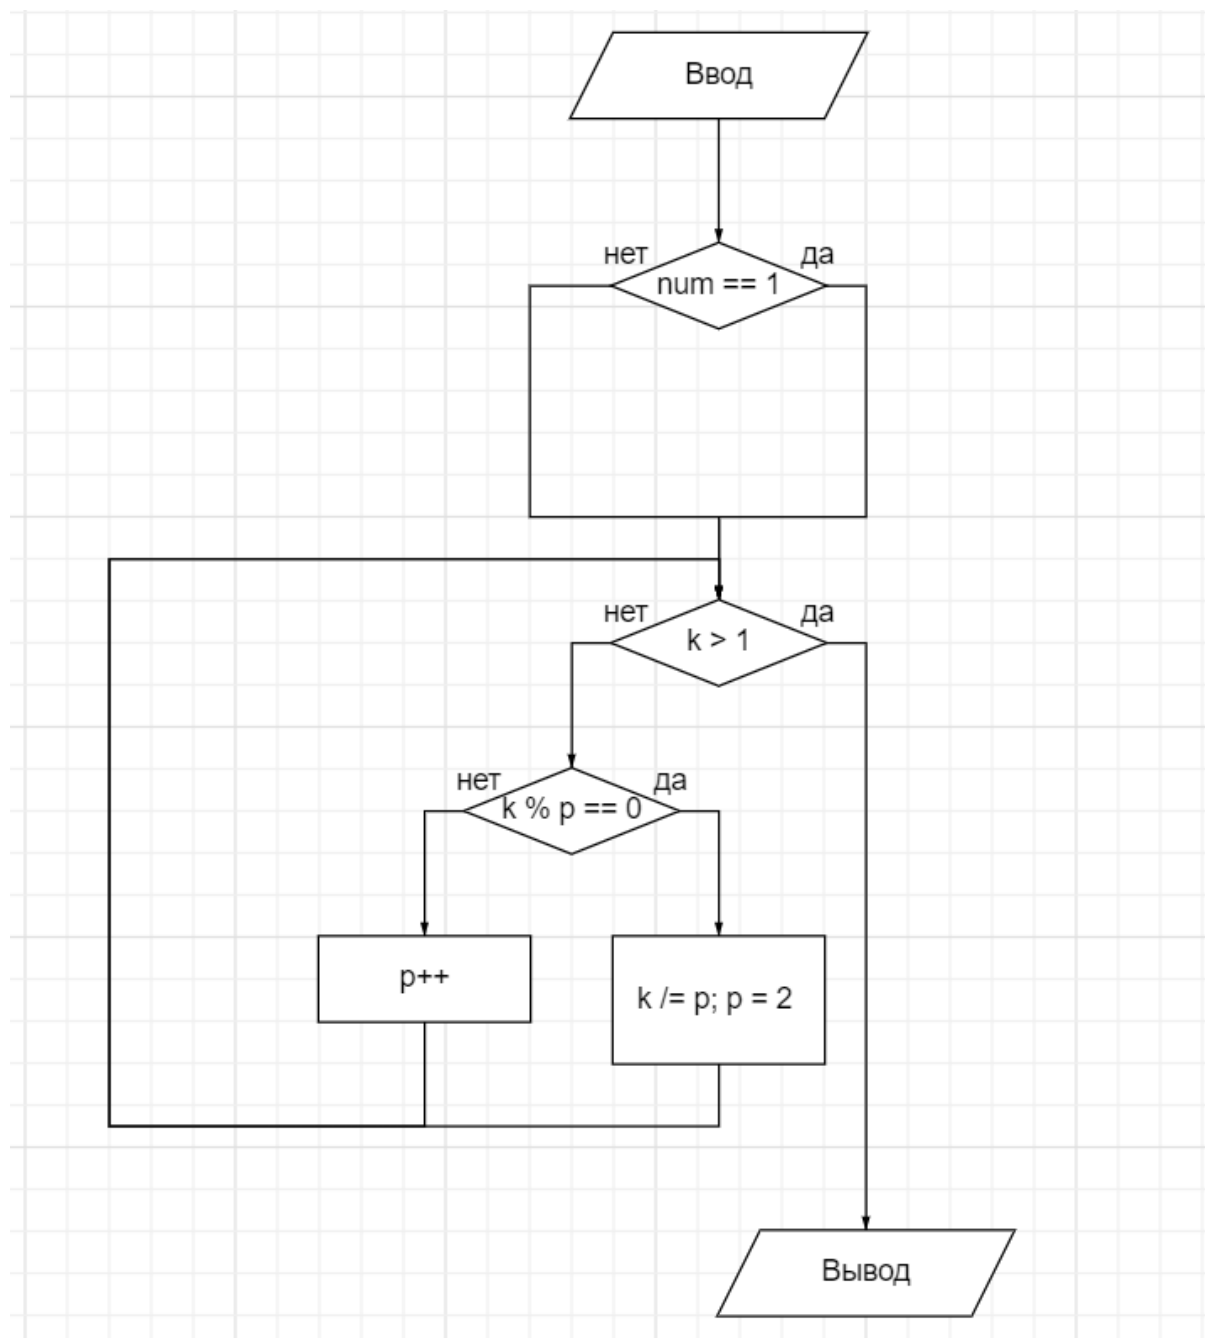 Ввод
нет
да
num == 1
нет
да
k > 1
нет
да
k % p == 0
p++
k /= p; p = 2
Вывод